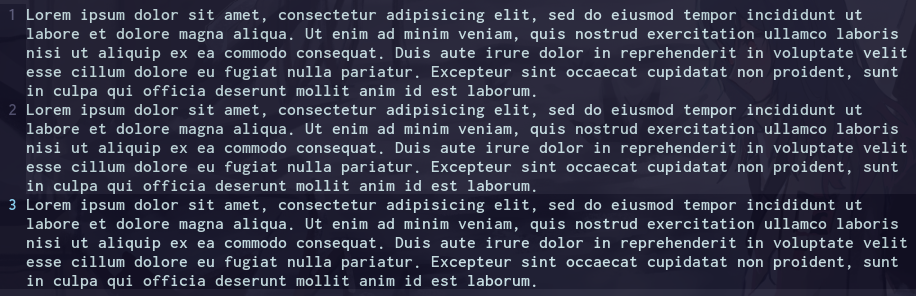 1 Lorem ipsum dolor sit amet, consectetur adipisicing elit, sed do eiusmod tempor incididunt ut
labore et dolore magna aliqua. Ut enim ad minim veniam, quis nostrud exercitation ullamco laboris
nisi ut aliquip ex ea commodo consequat. Duis aute irure dolor in reprehenderit in voluptate velit
esse cillum dolore eu fugiat nulla pariatur. Excepteur sint occaecat cupidatat non proident, sunt
in culpa qui officia deserunt mollit anim id est laborum.
2 Lorem ipsum dolor sit amet, consectetur adipisicing elit, sed do eiusmod tempor incididunt ut
labore et dolore magna aliqua. Ut enim ad minim veniam, quis nostrud exercitation ullamco laboris
nisi ut aliquip ex ea commodo consequat. Duis aute irure dolor in reprehenderit in voluptate velit
esse cillum dolore eu fugiat nulla pariatur. Excepteur sint occaecat cupidatat non proident, sunt
in culpa qui officia deserunt mollit anim id est laborum.
3 Lorem ipsum dolor sit amet, consectetur adipisicing elit, sed do eiusmod tempor incididunt ut
labore et dolore magna aliqua. Ut enim ad minim veniam, quis nostrud exercitation ullamco laboris
nisi ut aliquip ex ea commodo consequat. Duis aute irure dolor in reprehenderit in voluptate velit
esse cillum dolore eu fugiat nulla pariatur. Excepteur sint occaecat cupidatat non proident, sunt
in culpa qui officia deserunt mollit anim id est laborum.